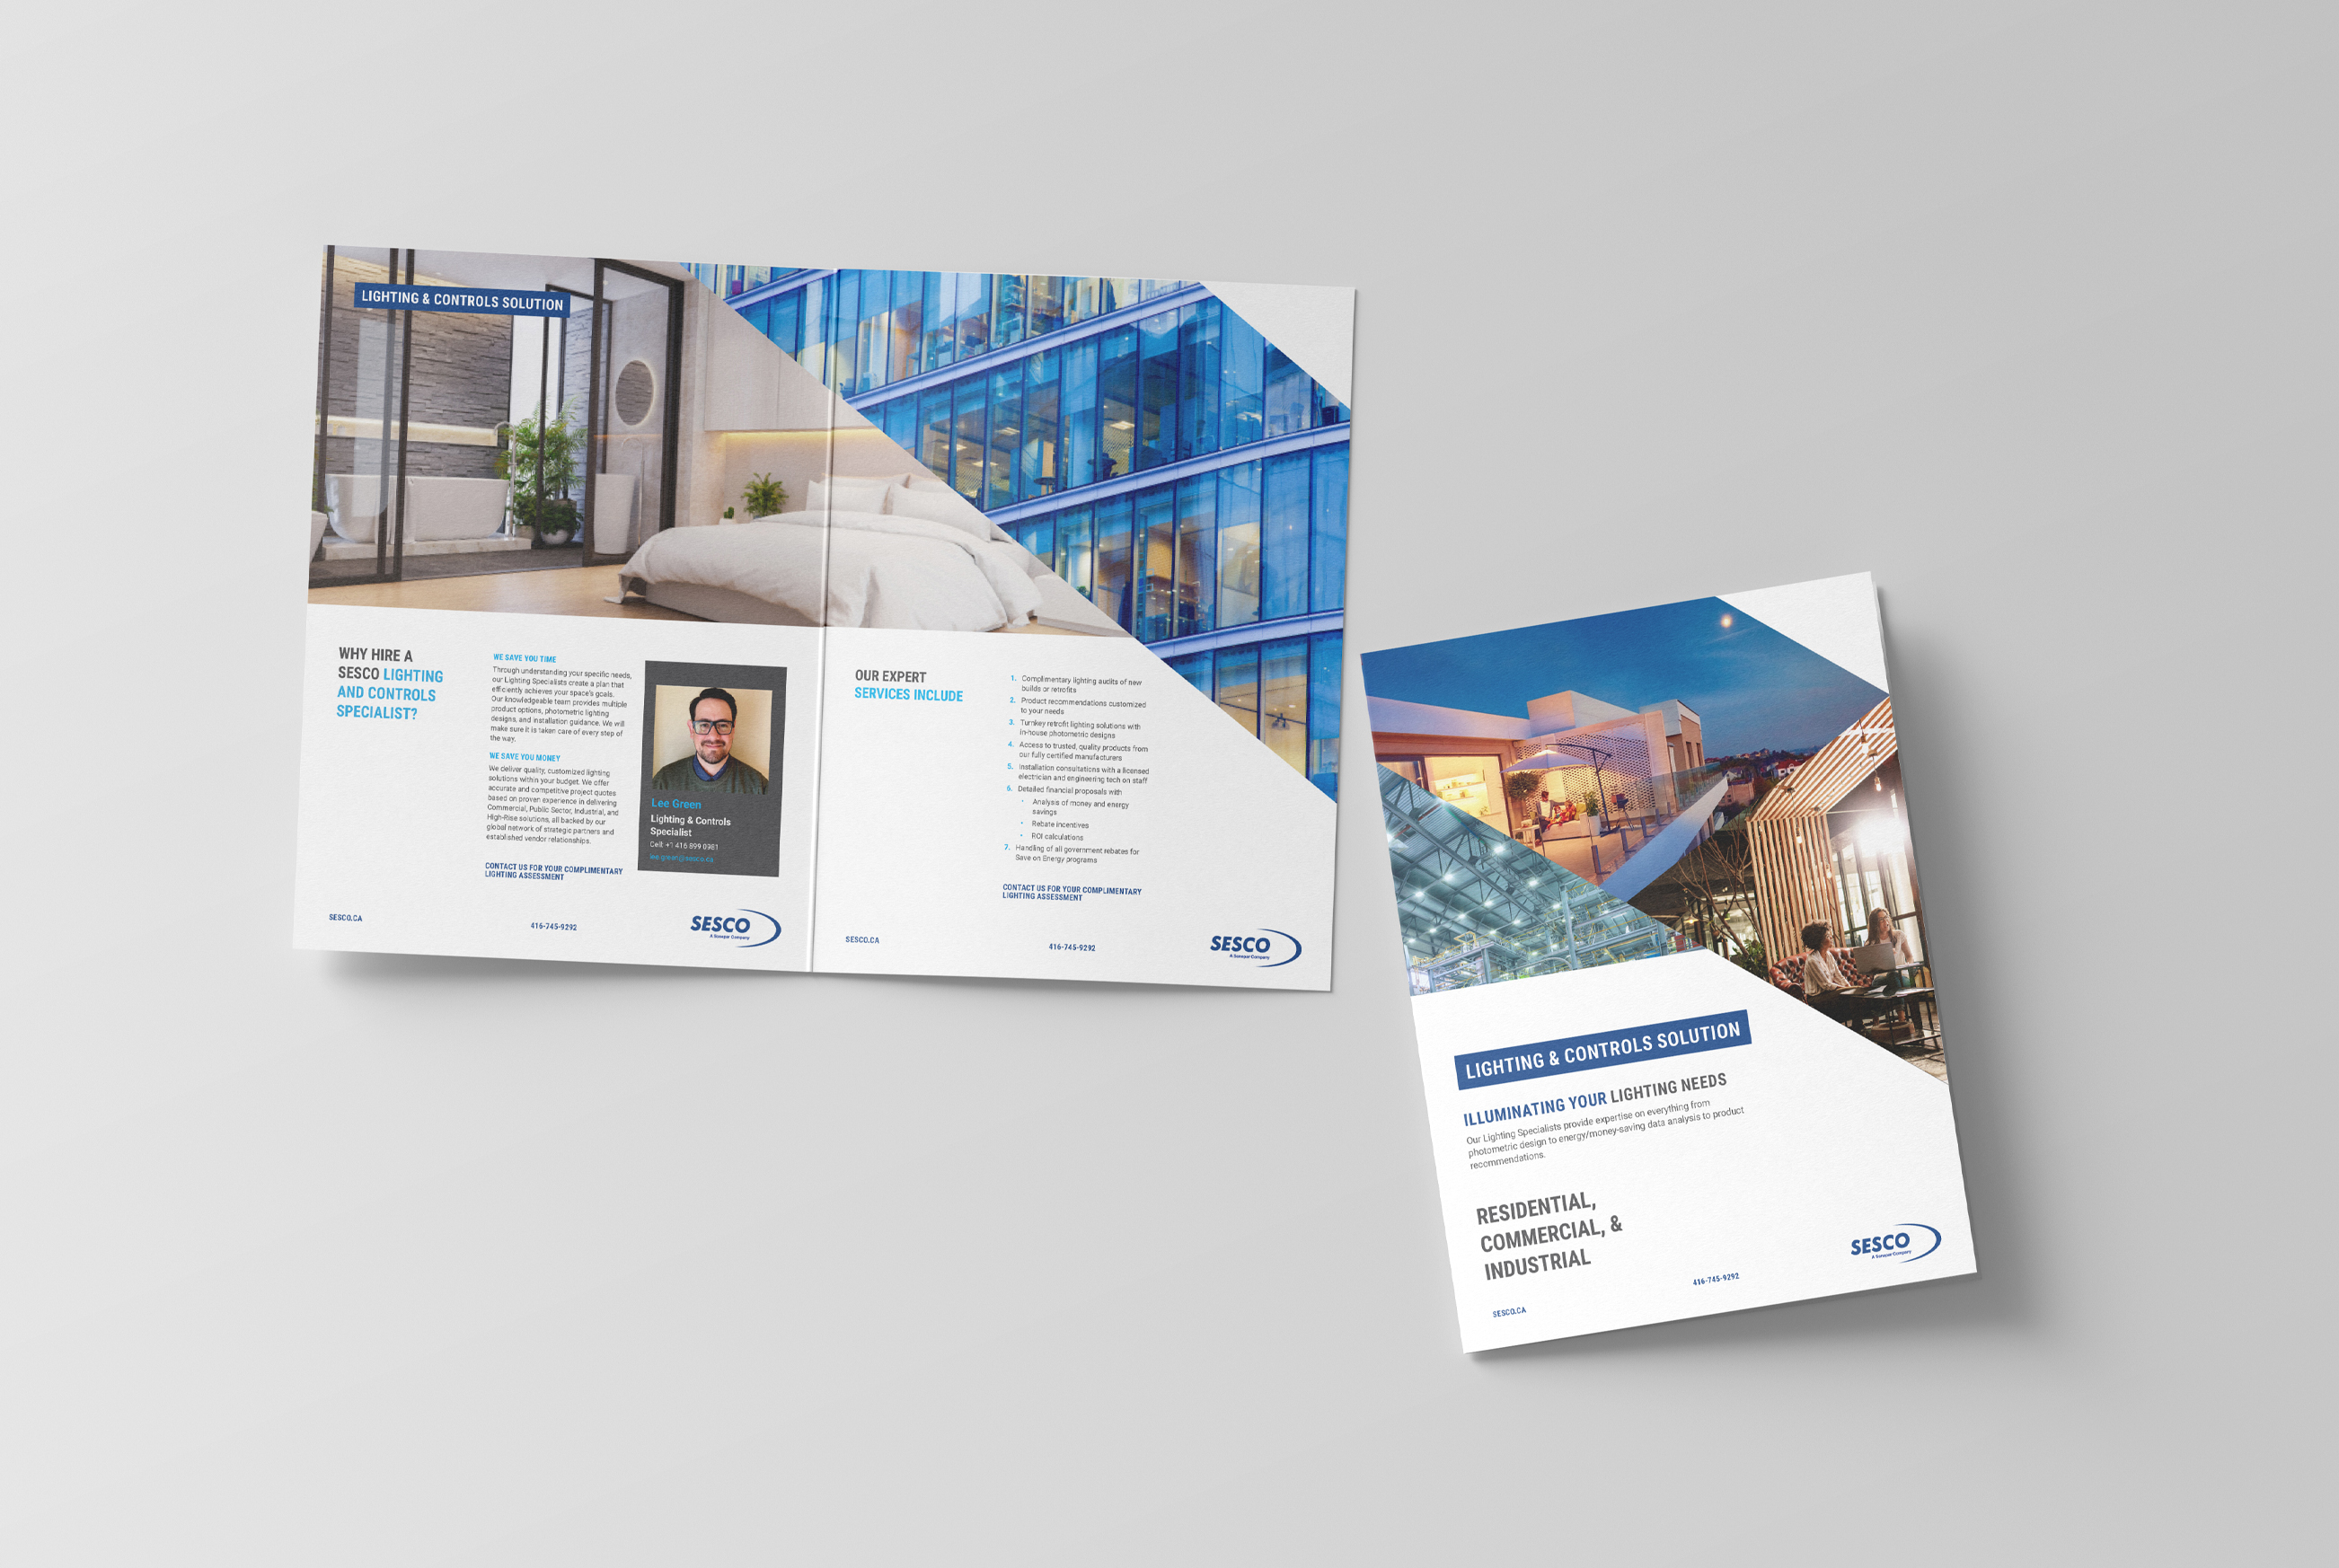 LIGHTING & CONTROLS SOLUTION
WHY HIRE A
SESCO LIGHTING
AND CONTROLS
SPECIALIST?
WE SAVE YOU TIME
Through understanding your specific needs,
our Lighting Specialists create a plan that
efficiently achieves your space's goals.
Our knowledgeable team provides multiple
product options, photometric lighting
designs, and installation guidance. We will
make sure it is taken care of every step of
the way.
WE SAVE YOU MONEY
We deliver quality, customized lighting
solutions within your budget. We offer
accurate and competitive project quotes
based on proven experience in delivering
Commercial, Public Sector, Industrial, and
High-Rise solutions, all backed by our
global network of strategic partners and
established vendor relationships.
CONTACT US FOR YOUR COMPLIMENTARY
LIGHTING ASSESSMENT
Lee Green
Lighting & Controls
Specialist
Cell: +1 416 899 0981
lee.green@sesco.ca
SESCO.CA
416-745-9292
SESCO
A Sonepar Company
OUR EXPERT
SERVICES INCLUDE
1. Complimentary lighting audits of new
builds or retrofits
2. Product recommendations customized
to your needs
3. Turnkey retrofit lighting solutions with
in-house photometric designs
4. Access to trusted, quality products from
our fully certified manufacturers
5. Installation consultations with a licensed
electrician and engineering tech on staff
6. Detailed financial proposals with
• Analysis of money and energy
savings
• Rebate incentives
• ROI calculations
7. Handling of all government rebates for
Save on Energy programs
CONTACT US FOR YOUR COMPLIMENTARY
LIGHTING ASSESSMENT
SESCO.CA
416-745-9292
SESCO
A Sonepar Company
LIGHTING & CONTROLS SOLUTION
ILLUMINATING YOUR LIGHTING NEEDS
Our Lighting Specialists provide expertise on everything from
photometric design to energy/money-saving data analysis to product
recommendations.
RESIDENTIAL,
COMMERCIAL, &
INDUSTRIAL
SESCO.CA
416-745-9292
SESCO
A Sonepar Company